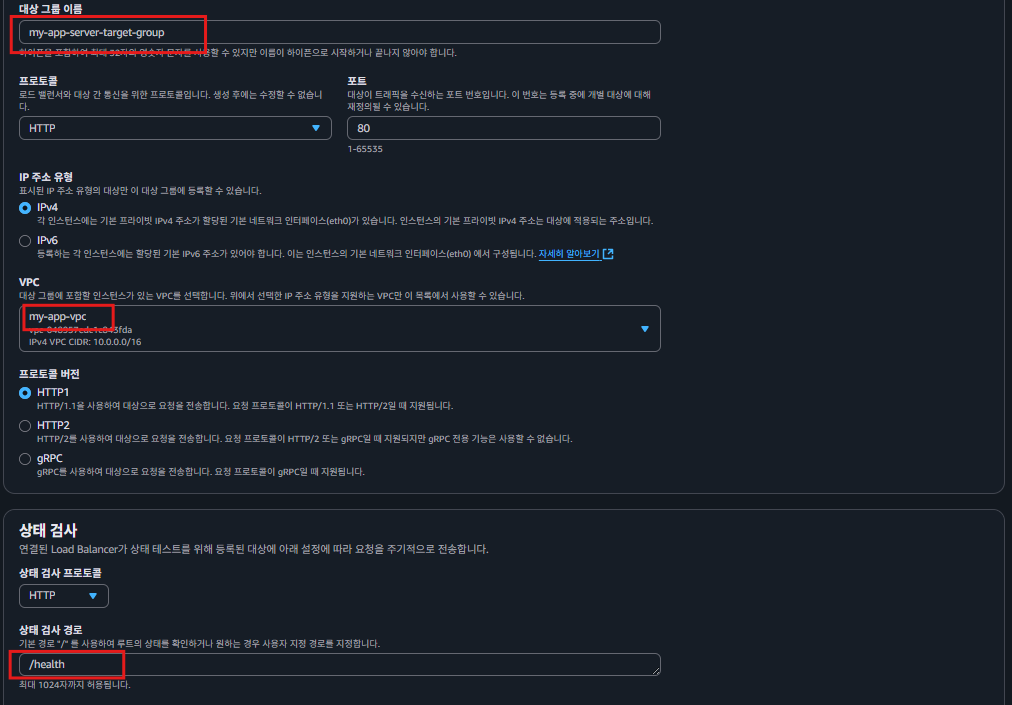 대상 그룹 이름
my-app-server-target-group
하이픈을 포함하여 최대 32자의 영숫자 문자를 사용할 수 있지만 이름이 하이픈으로 시작하거나 끝나지 않아야 합니다.
프로토콜
로드 밸런서와 대상 간 통신을 위한 프로토콜입니다. 생성 후에는 수정할 수 없습니
다.
HTTP
포트
대상이 트래픽을 수신하는 포트 번호입니다. 이 번호는 등록 중에 개별 대상에 대해
재정의될 수 있습니다.
80
1-65535
IP 주소 유형
표시된 IP 주소 유형의 대상만 이 대상 그룹에 등록할 수 있습니다.
IPv4
각 인스턴스에는 기본 프라이빗 IPv4 주소가 할당된 기본 네트워크 인터페이스(eth0)가 있습니다. 인스턴스의 기본 프라이빗 IPv4 주소는 대상에 적용되는 주소입니다.
IPv6
등록하는 각 인스턴스에는 할당된 기본 IPv6 주소가 있어야 합니다. 이는 인스턴스의 기본 네트워크 인터페이스(eth0) 에서 구성됩니다. 자세히 알아보기
VPC
대상 그룹에 포함할 인스턴스가 있는 VPC를 선택합니다. 위에서 선택한 IP 주소 유형을 지원하는 VPC만 이 목록에서 사용할 수 있습니다.
my-app-vpc
IPv4 VPC CIDR: 10.0.0.0/16
프로토콜 버전
HTTP1
HTTP/1.1을 사용하여 대상으로 요청을 전송합니다. 요청 프로토콜이 HTTP/1.1 또는 HTTP/2일 때 지원됩니다.
HTTP2
HTTP/2를 사용하여 대상으로 요청을 전송합니다. 요청 프로토콜이 HTTP/2 또는 gRPC일 때 지원되지만 gRPC 전용 기능은 사용할 수 없습니다.
gRPC
gRPC를 사용하여 대상으로 요청을 전송합니다. 요청 프로토콜이 gRPC일 때 지원됩니다.
상태 검사
연결된 Load Balancer가 상태 테스트를 위해 등록된 대상에 아래 설정에 따라 요청을 주기적으로 전송합니다.
상태 검사 프로토콜
HTTP
상태 검사 경로
기본 경로 "/" 를 사용하여 루트의 상태를 확인하거나 원하는 경우 사용자 지정 경로를 지정합니다.
/health
최대 1024자까지 허용됩니다.